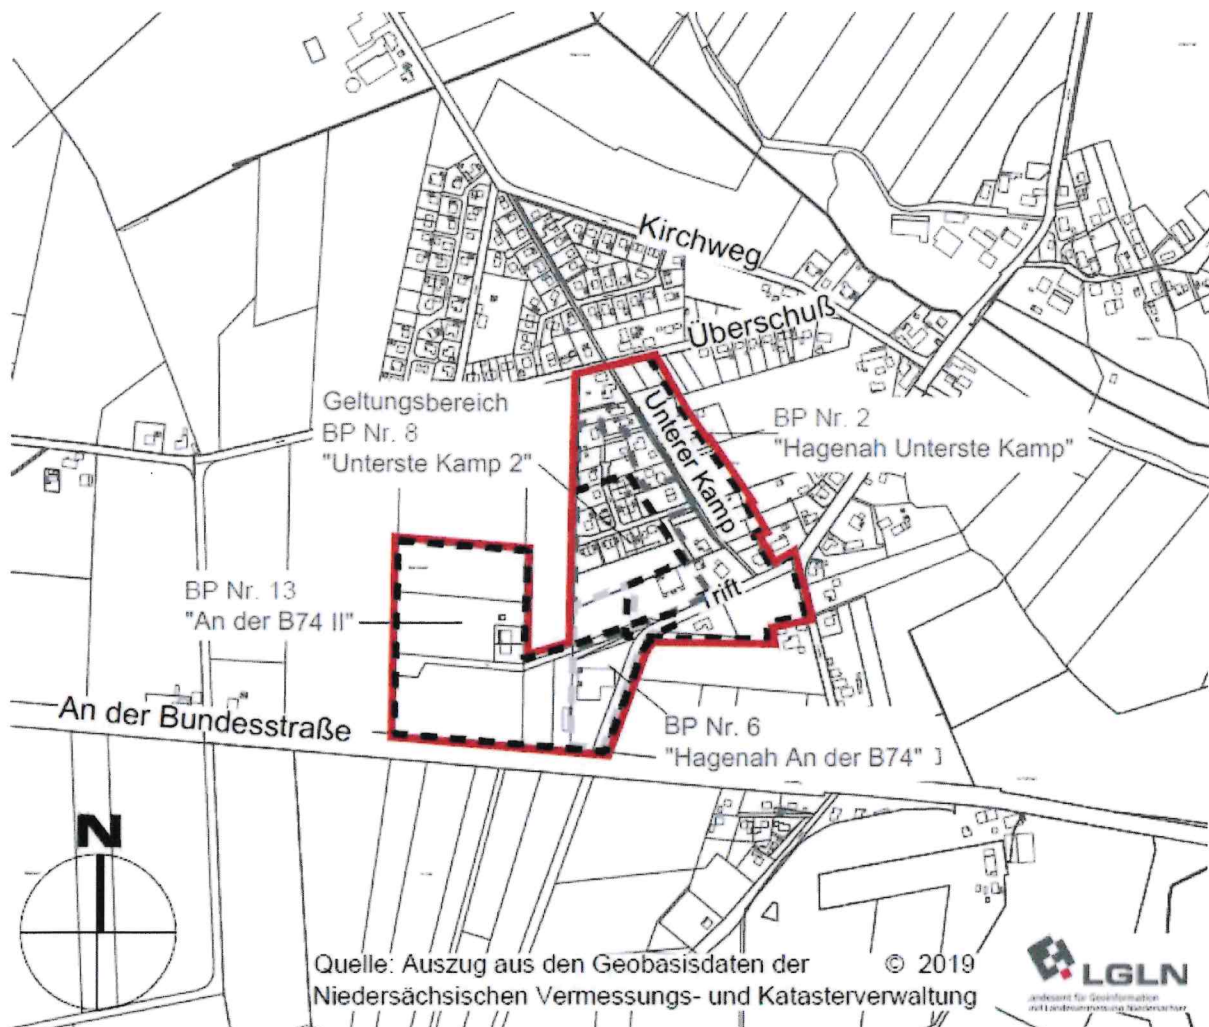 Kirchweg
Überschuß
Geltungsbereich
BP Nr. 8
"Unterste Kamp 2"
Unterer Kamp
BP Nr. 2
"Hagenah Unterste Kamp"
BP Nr. 13
"An der B74 II"
rift
An der Bundesstraße
BP Nr. 6
"Hagenah An der B74"
N
Quelle: Auszug aus den Geobasisdaten der © 2019
Niedersächsischen Vermessungs- und Katasterverwaltung
LGLN